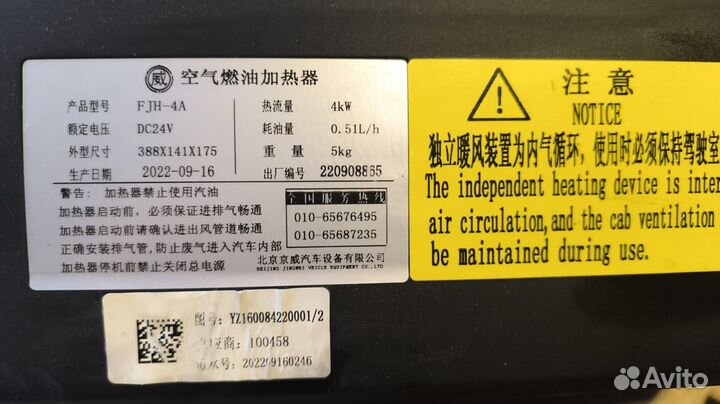 威 空气燃油加热器
产品型号 FJH-4A 热流量 4kW
额定电压 DC24V 耗油量 0.51L/h
外型尺寸 388X141X175 重量 5kg
生产日期 2022-09-16 出厂编号 220908865
警告: 加热器禁止使用汽油
加热器启动前，必须保证进排气畅通
加热器启动前请确认进出风管道畅通
正确安装排气管,防止废气进入汽车内部
加热器停机前禁止关闭总电源
全国服务热线
010-65676495
010-65687235
北京京威汽车设备有限公司
BEIJING JINGWEI VEHICLE EQUIPMENT CO.,LTD
注意
NOTICE
独立暖风装置为内气循环，使用时必须保持驾驶室
The independent heating device is inter
air circulation,and the cab ventilation
be maintained during use.
图号: YZ160084220001/2
应商: 100458
水号: 202209160246
Avito